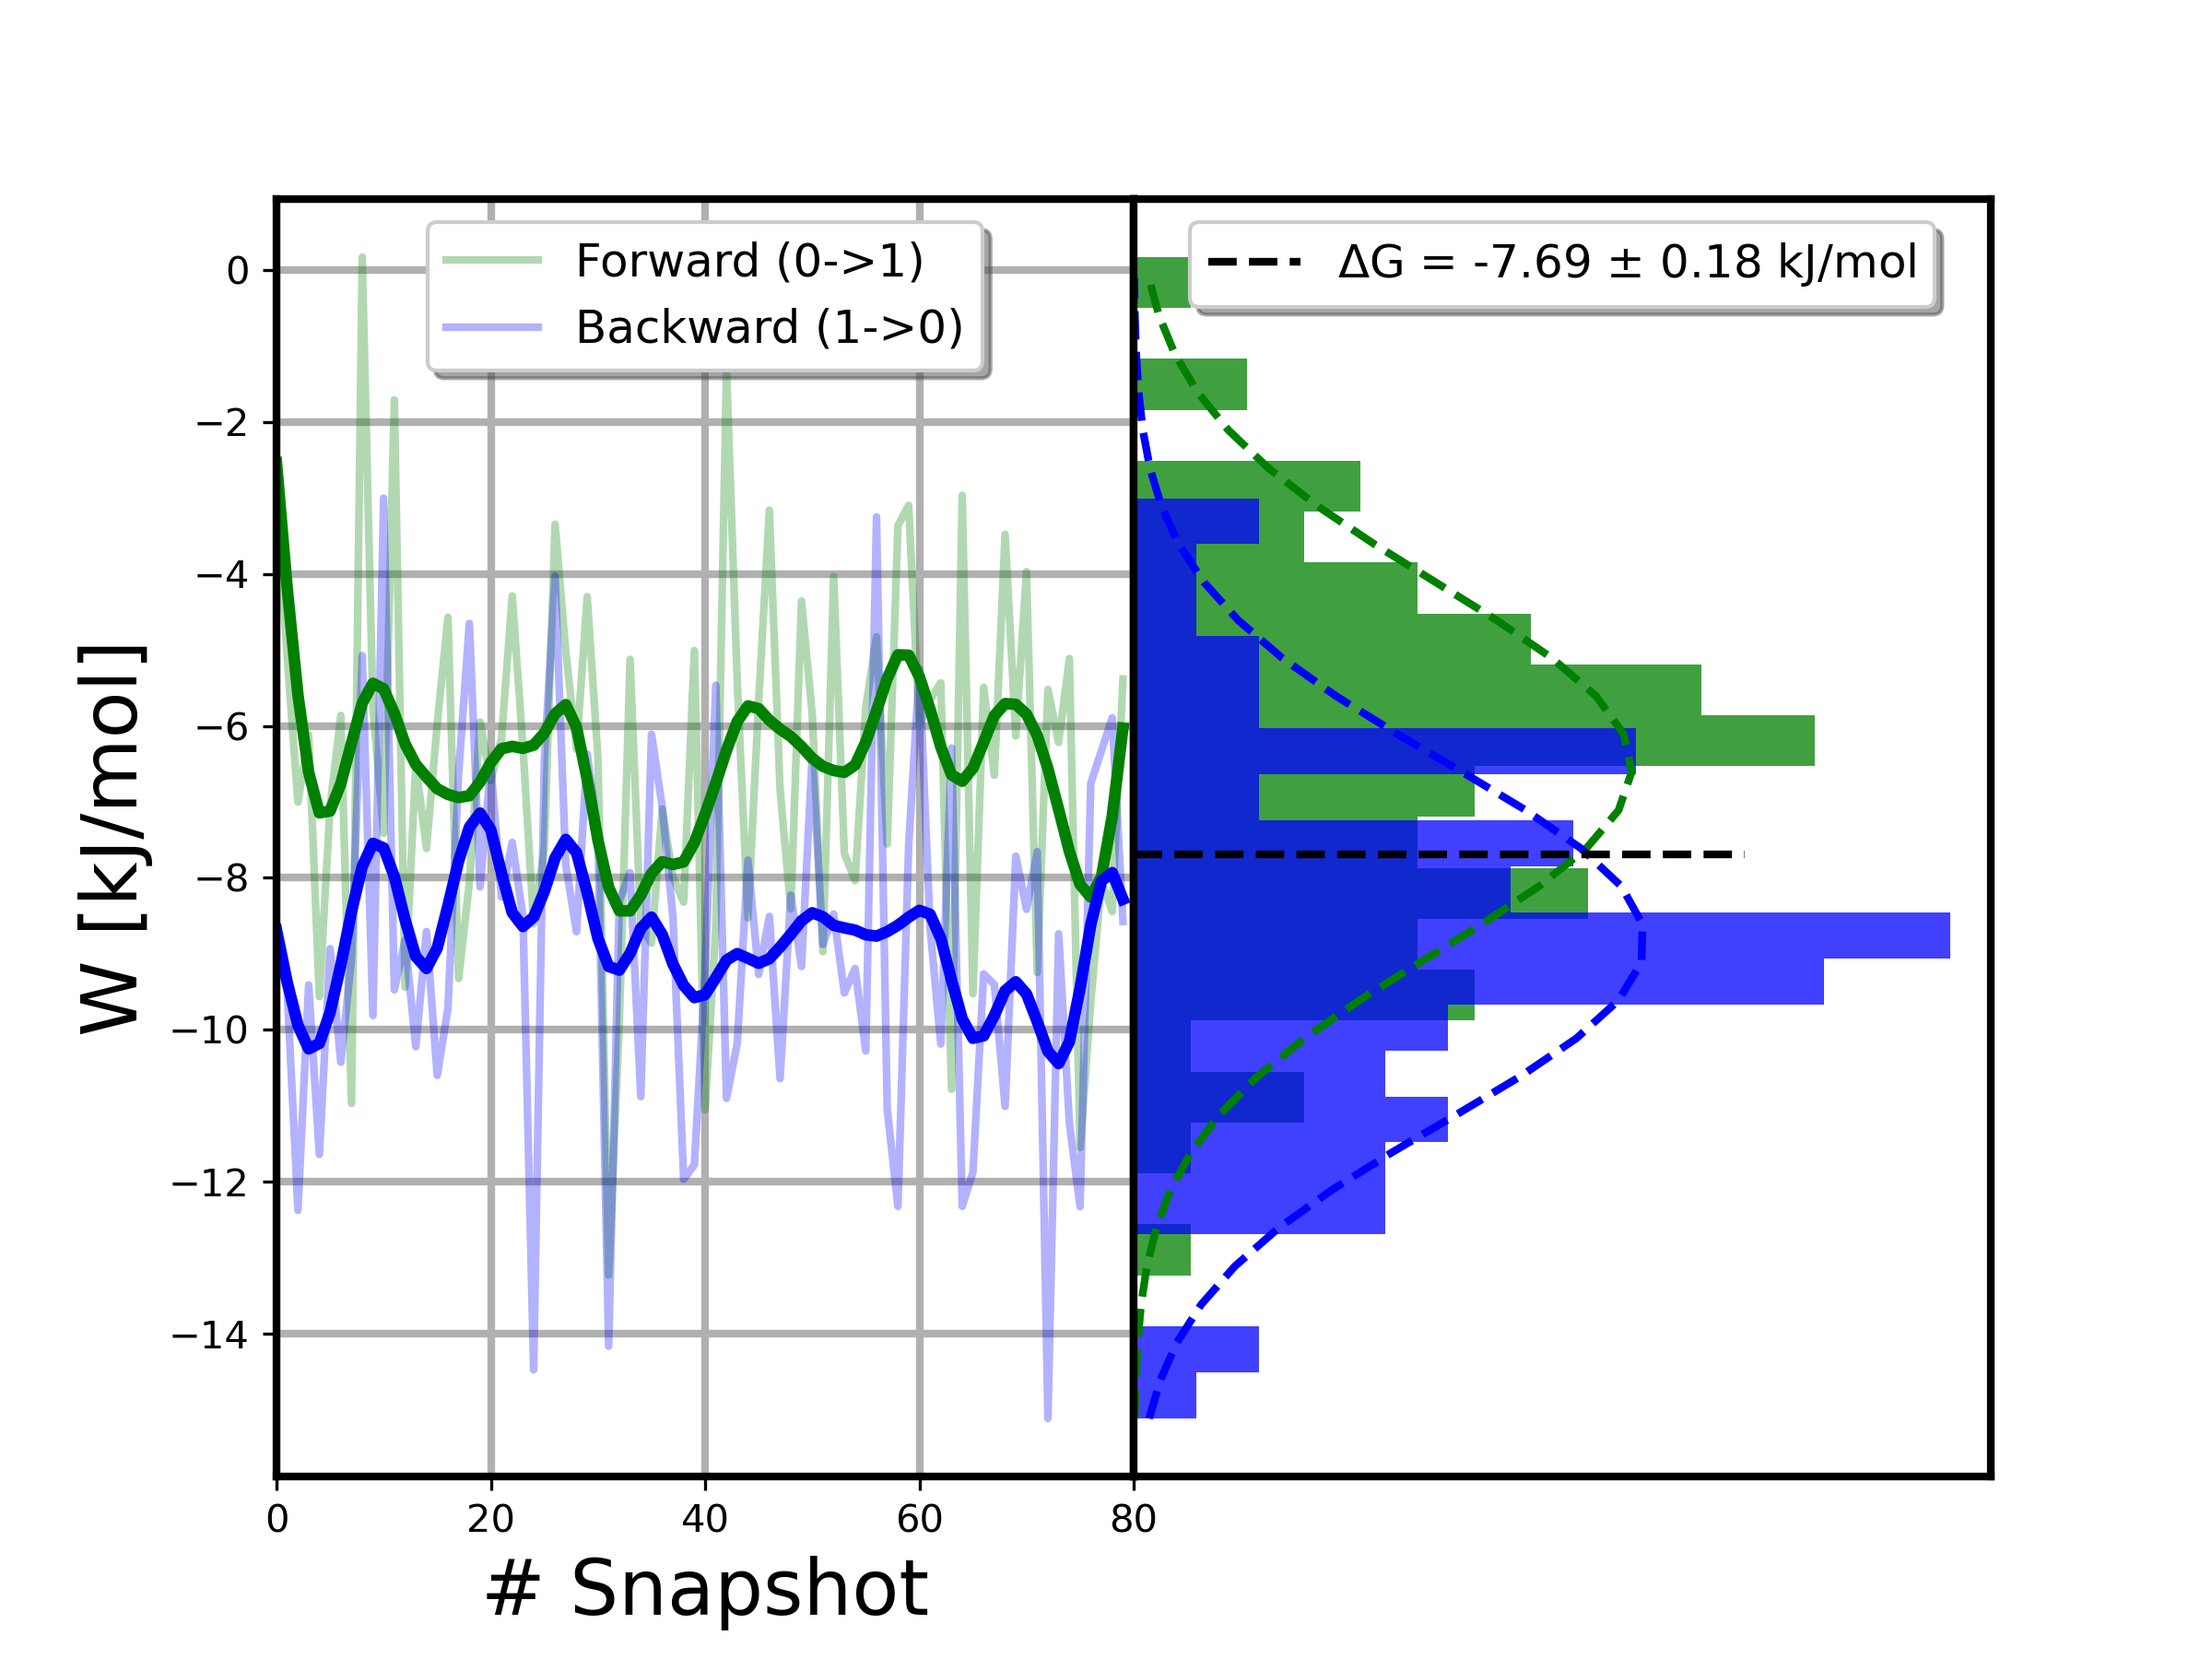 Forward (0->1)
Backward (1->0)
ΔG = -7.69 ± 0.18 kJ/mol
W [kJ/mol]
0
−2
−4
−6
−8
−10
−12
−14
0 20 40 60 80
# Snapshot